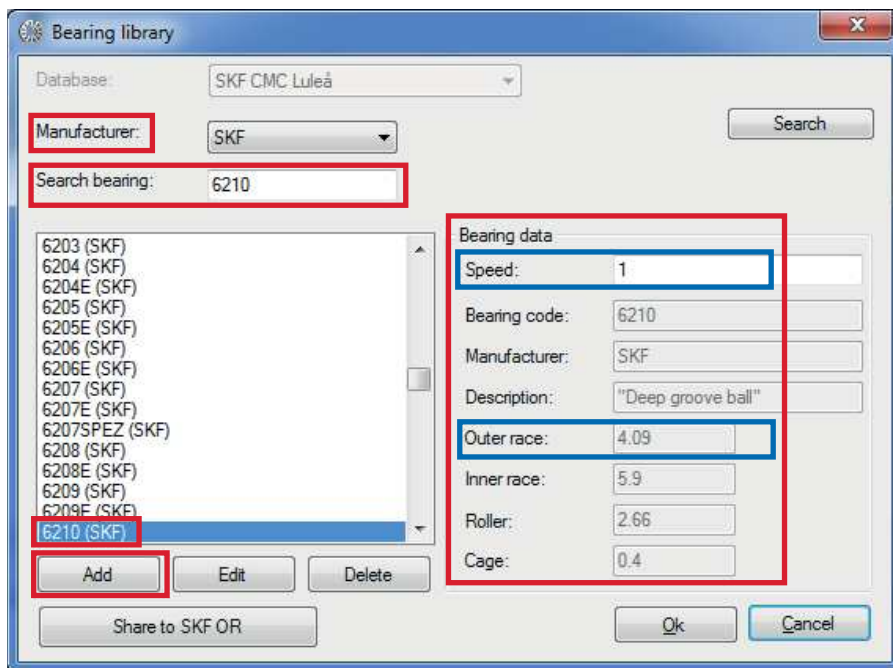 Bearing library
Database:
SKF CMC Luleå
Manufacturer:
SKF
Search
Search bearing:
6210
6203 (SKF)
6204 (SKF)
6204E (SKF)
6205 (SKF)
6205E (SKF)
6206 (SKF)
6206E (SKF)
6207 (SKF)
6207E (SKF)
6207SPEZ (SKF)
6208 (SKF)
6208E (SKF)
6209 (SKF)
6209E (SKF)
6210 (SKF)
Add
Edit
Delete
Share to SKF OR
Bearing data
Speed: 1
Bearing code: 6210
Manufacturer: SKF
Description: "Deep groove ball"
Outer race: 4.09
Inner race: 5.9
Roller: 2.66
Cage: 0.4
Ok
Cancel